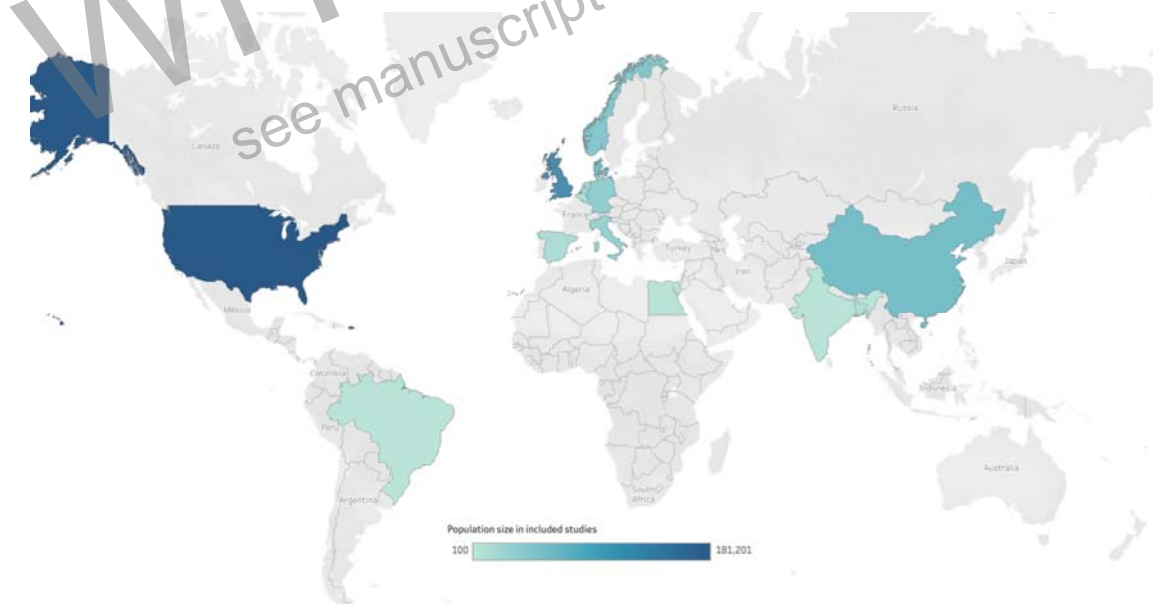 see manuscript
Russia
Canada
France
Turkey
Japan
Iran
Algeria
Mexico
Colombia
Indonesia
Peru
Australia
South
Africa
Argentina
Population size in included studies
100
181,201